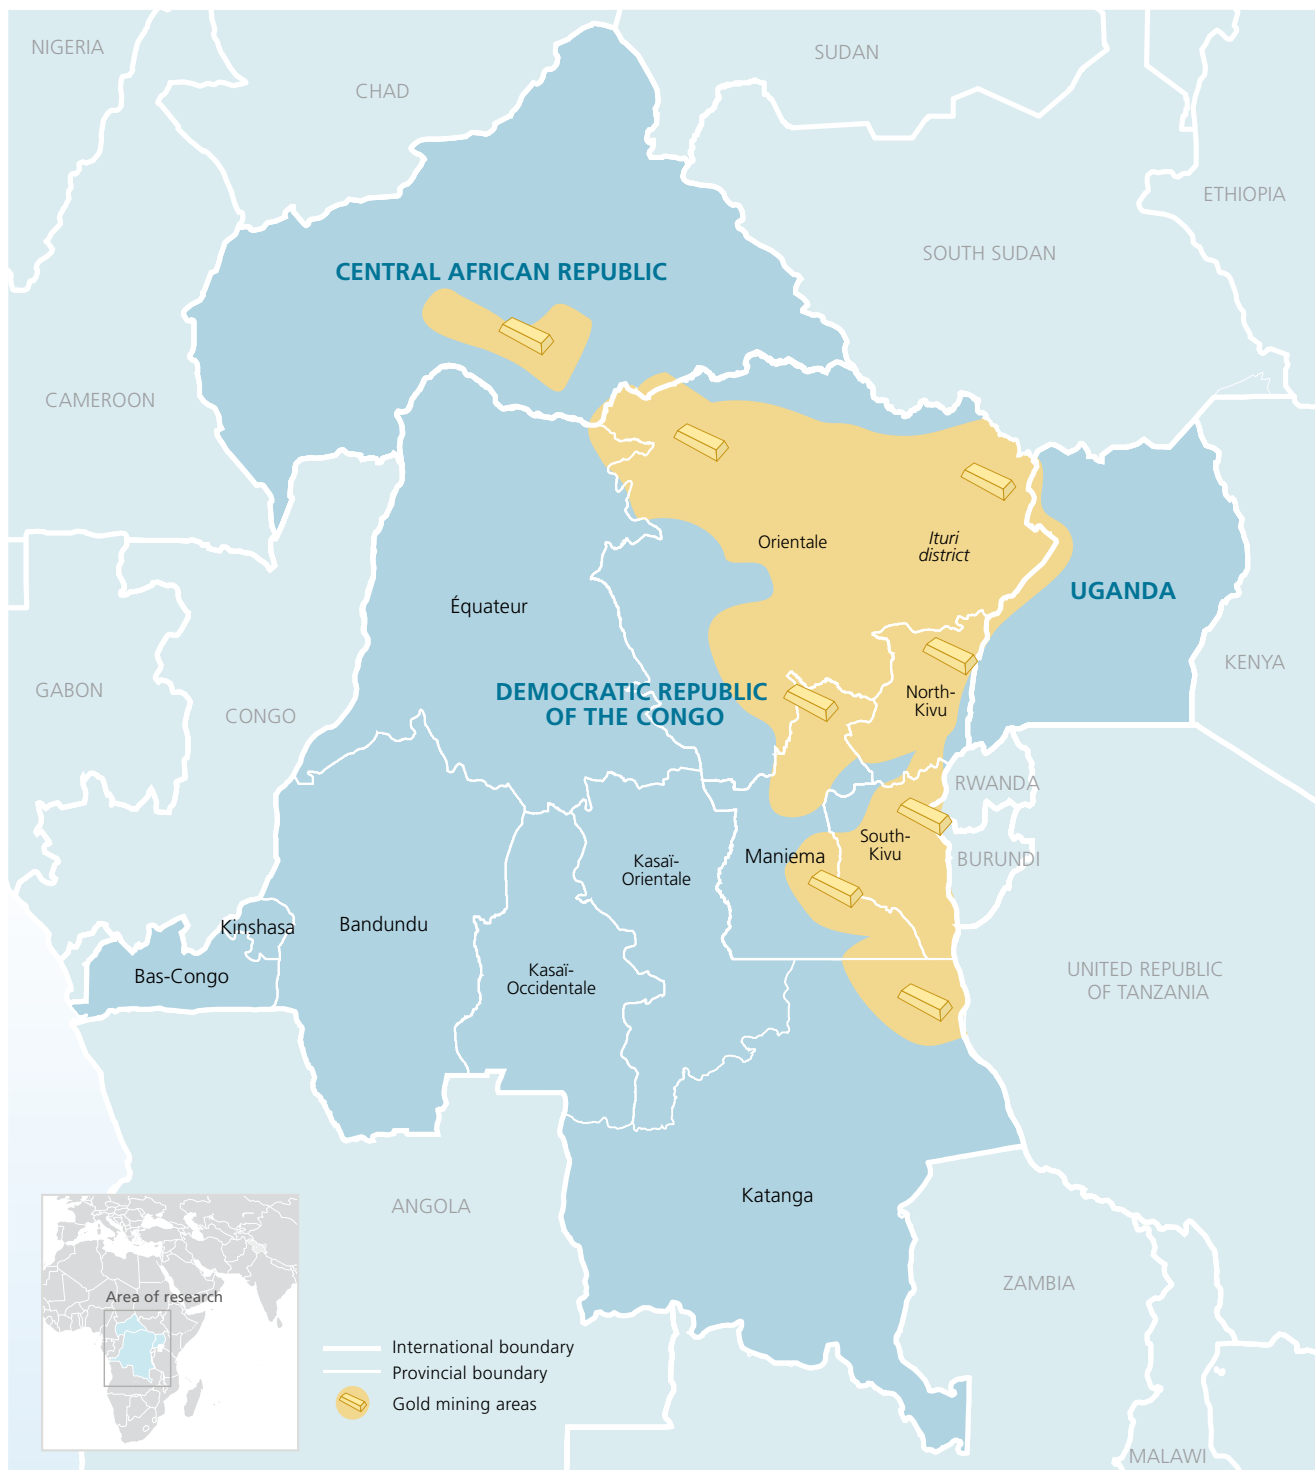 NIGERIA
CHAD
SUDAN
ETHIOPIA
SOUTH SUDAN
CENTRAL AFRICAN REPUBLIC
CAMEROON
Orientale
Ituri
district
UGANDA
Équateur
KENYA
GABON
CONGO
DEMOCRATIC REPUBLIC
OF THE CONGO
North-
Kivu
RWANDA
South-
Kivu
BURUNDI
Maniema
Kasaï-
Orientale
Kinshasa
Bandundu
Bas-Congo
Kasaï-
Occidentale
UNITED REPUBLIC
OF TANZANIA
Katanga
ANGOLA
ZAMBIA
Area of research
International boundary
Provincial boundary
Gold mining areas
MALAWI